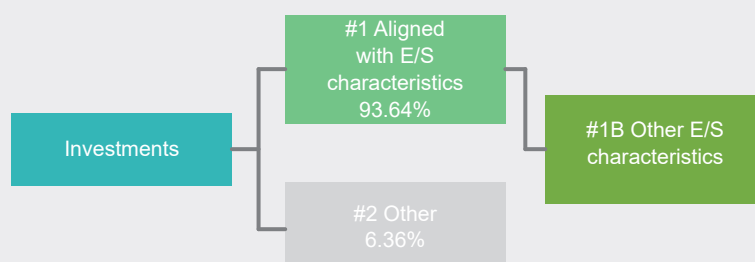 #1 Aligned
with E/S
characteristics
93.64%
Investments
#1B Other E/S
characteristics
#2 Other
6.36%